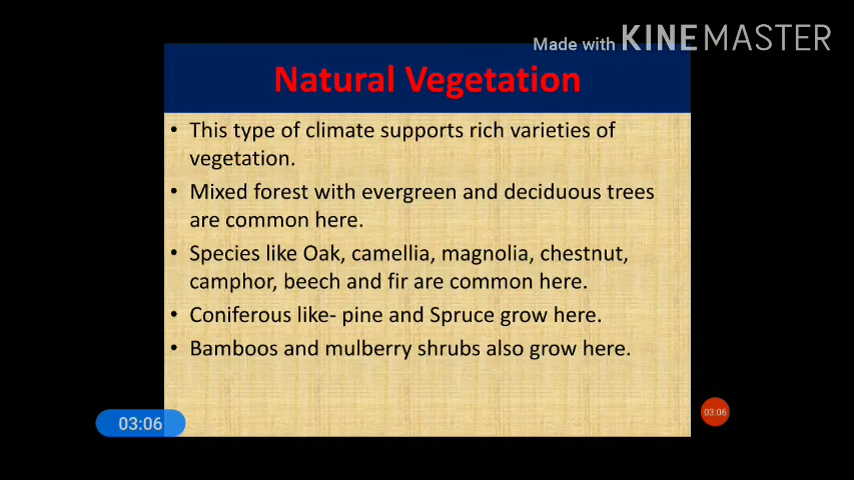 Made with KINEMASTER
Natural Vegetation
• This type of climate supports rich varieties of
vegetation.
• Mixed forest with evergreen and deciduous trees
are common here.
• Species like Oak, camellia, magnolia, chestnut,
camphor, beech and fir are common here.
• Coniferous like- pine and Spruce grow here.
• Bamboos and mulberry shrubs also grow here.
03:06
03:06